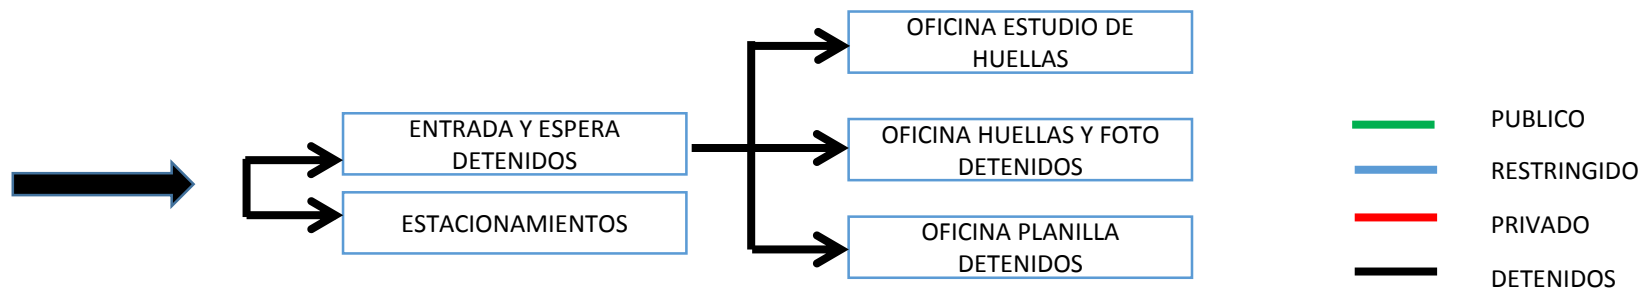 OFICINA ESTUDIO DE
HUELLAS
ENTRADA Y ESPERA
DETENIDOS
ESTACIONAMIENTOS
OFICINA HUELLAS Y FOTO
DETENIDOS
OFICINA PLANILLA
DETENIDOS
PUBLICO
RESTRINGIDO
PRIVADO
DETENIDOS